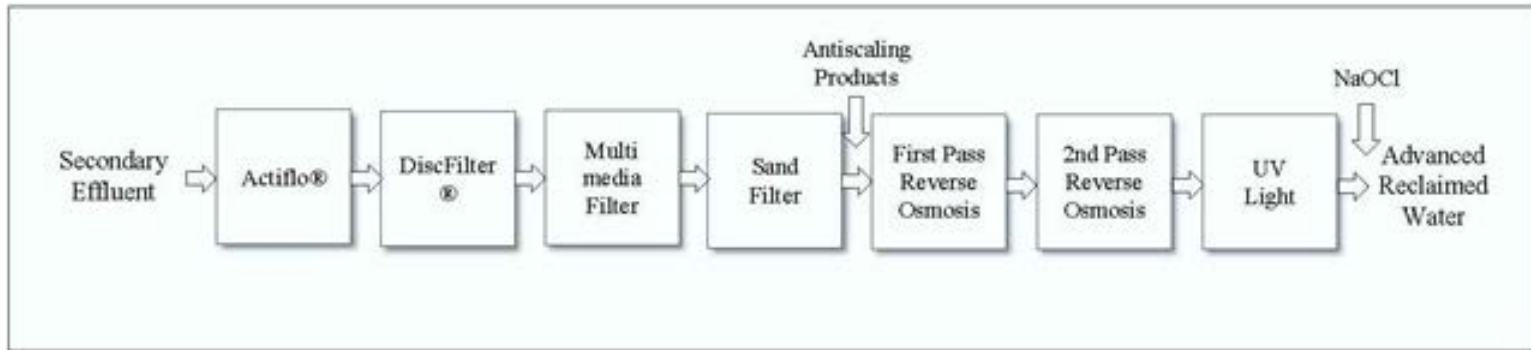 Antiscaling
Products
NaOCl
Secondary
Effluent
Actiflo®
DiscFilter
®
Multi
media
Filter
Sand
Filter
First Pass
Reverse
Osmosis
2nd Pass
Reverse
Osmosis
UV
Light
Advanced
Reclaimed
Water